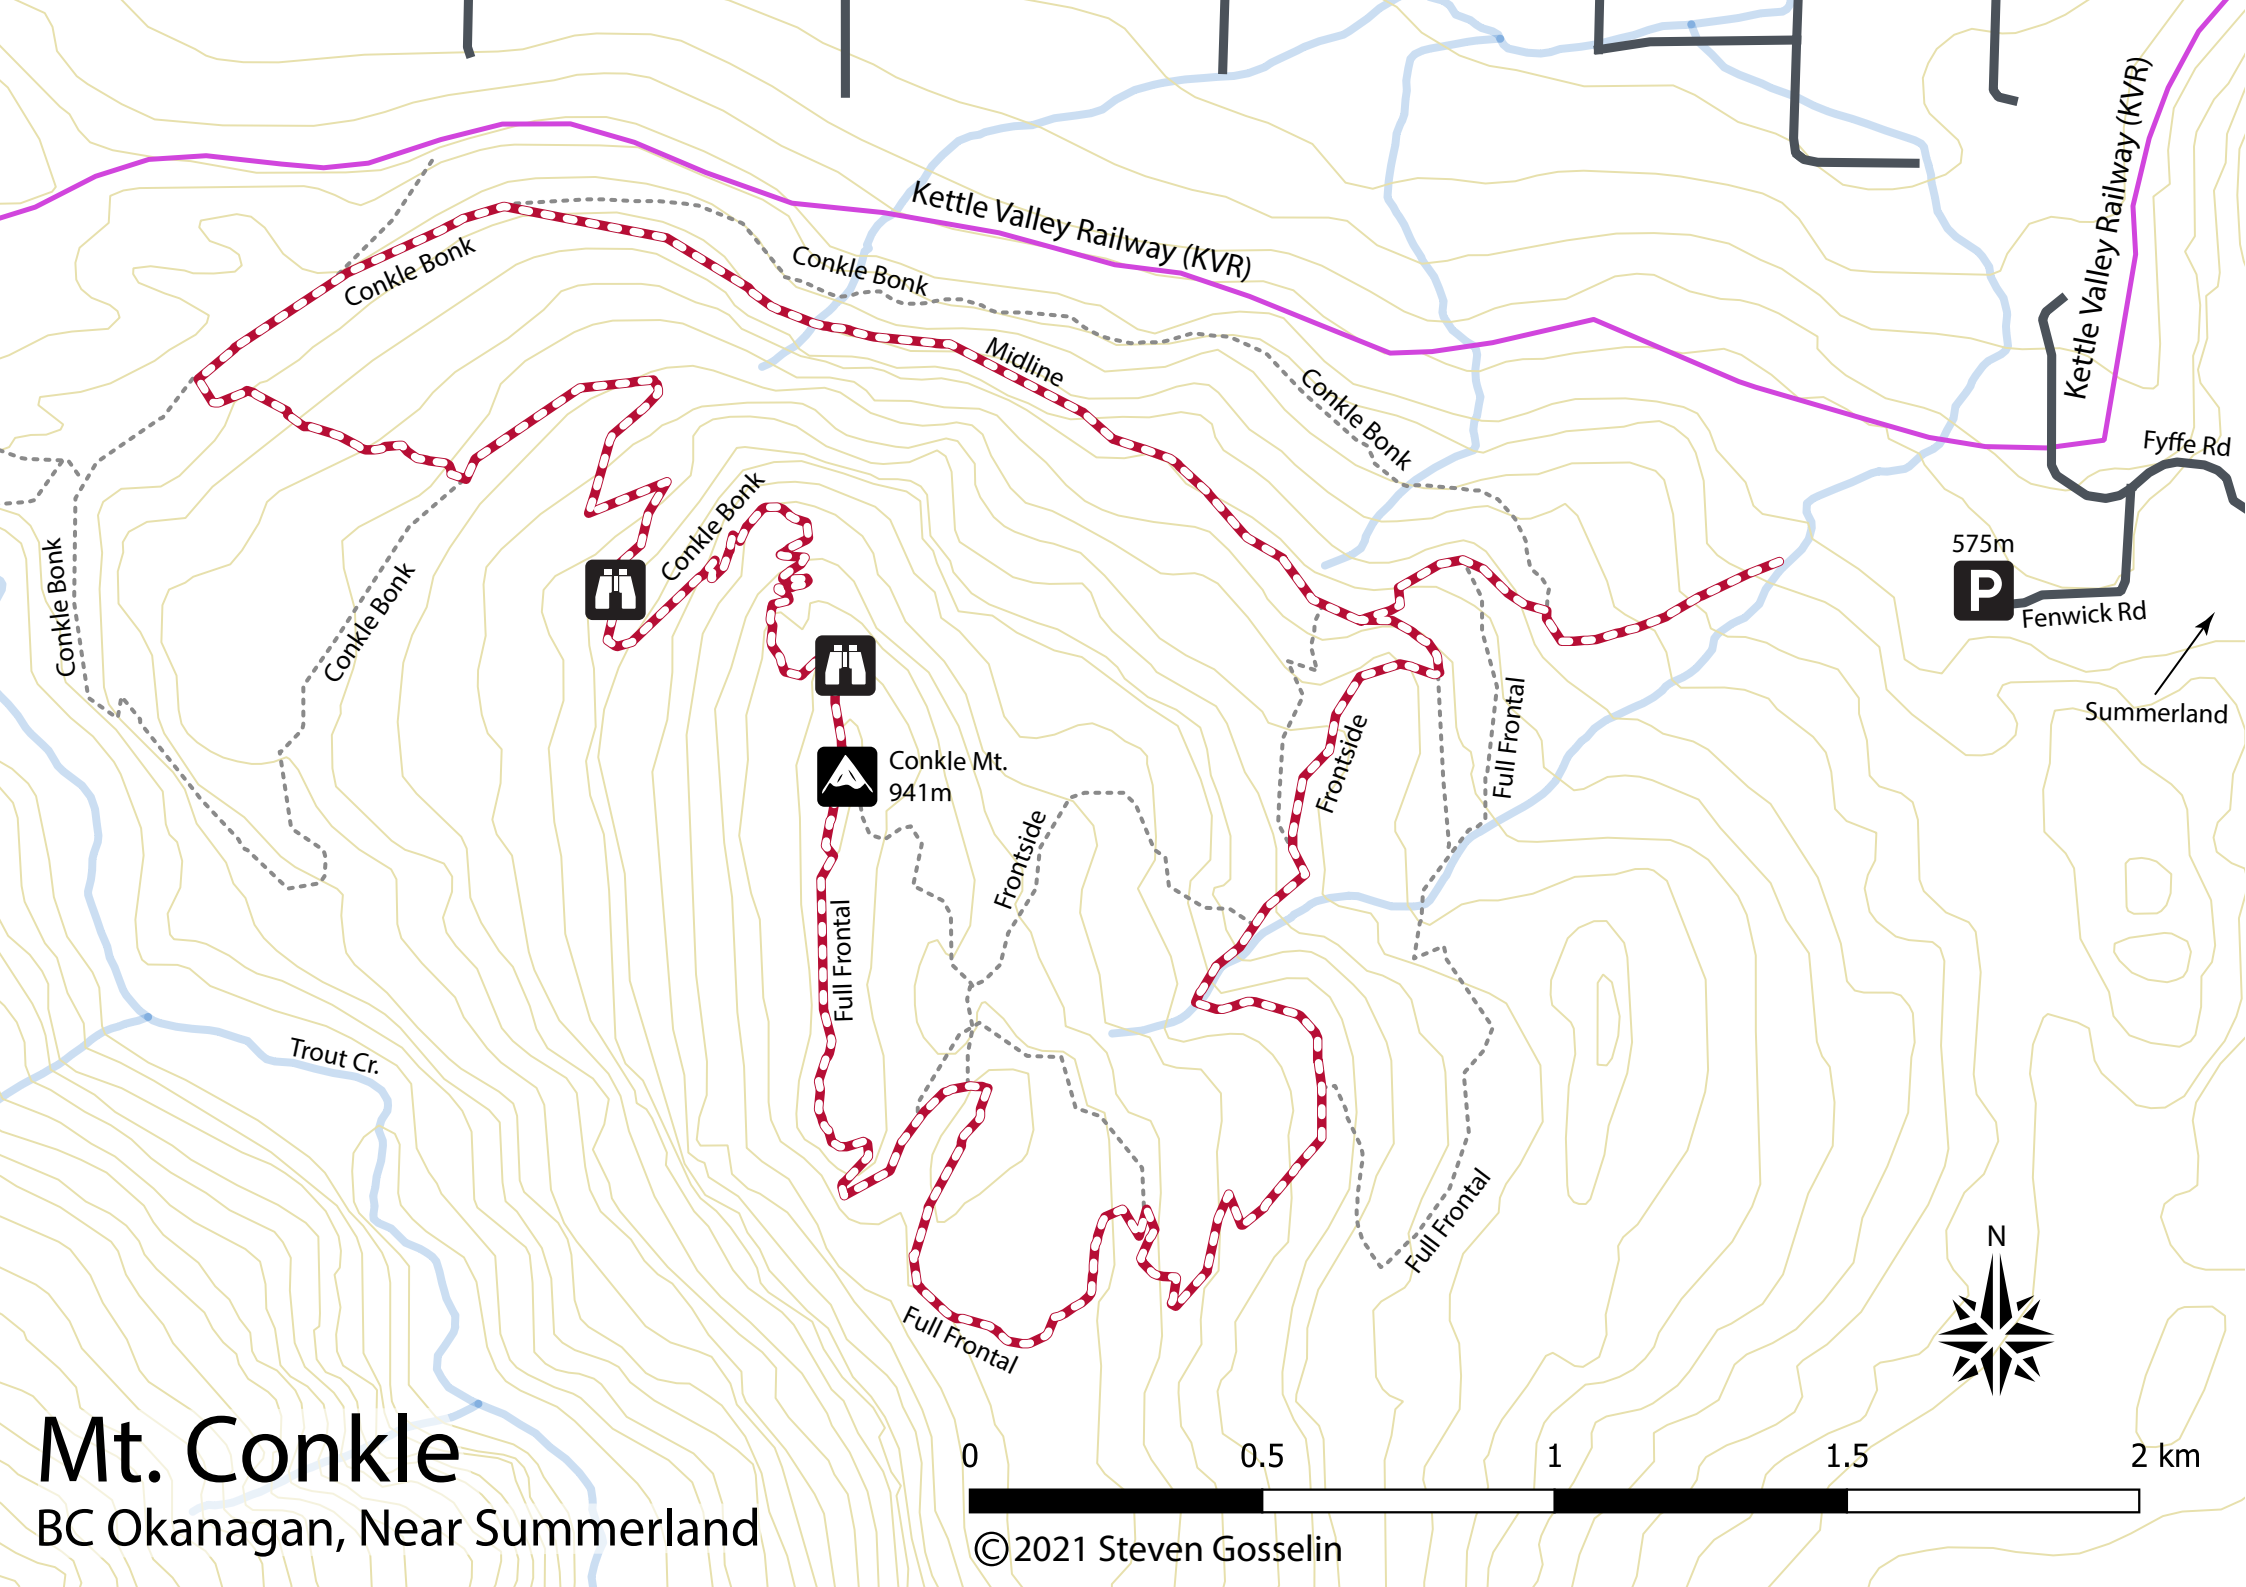 Kettle Valley Railway (KVR)
Kettle Valley Railway (KVR)
Conkle Bonk
Conkle Bonk
Midline
Conkle Bonk
Fyffe Rd
Conkle Bonk
575m
P
Fenwick Rd
Conkle Bonk
Conkle Bonk
Summerland
Full Frontal
Frontside
Conkle Mt.
941m
Frontside
Full Frontal
Trout Cr.
Full Frontal
N
Full Frontal
Mt. Conkle
BC Okanagan, Near Summerland
0 0.5 1 1.5 2 km
©2021 Steven Gosselin